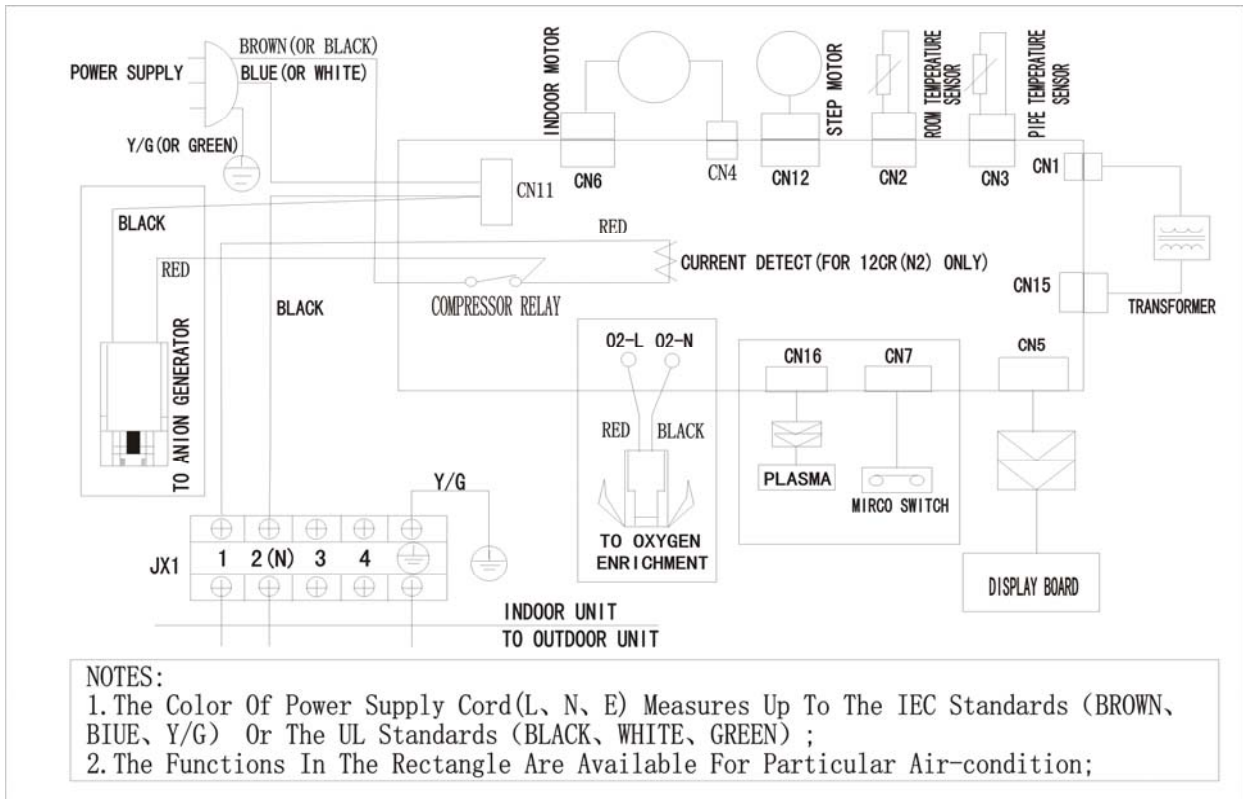 BROWN(OR BLACK)
POWER SUPPLY
BLUE(OR WHITE)
Y/G(OR GREEN)
INDOOR MOTOR
STEP MOTOR
ROOM TEMPERATURE
SENSOR
PIPE TEMPERATURE
SENSOR
CN6
CN4
CN12
CN2
CN3
CN1
CN11
BLACK
RED
RED
CURRENT DETECT(FOR 12CR(N2) ONLY)
CN15
BLACK
COMPRESSOR RELAY
TRANSFORMER
TO ANION GENERATOR
O2-L O2-N
CN16
CN7
CN5
RED
BLACK
PLASMA
MIRCO SWITCH
TO OXYGEN
ENRICHMENT
DISPLAY BOARD
Y/G
JX1
1 2(N) 3 4
INDOOR UNIT
TO OUTDOOR UNIT
NOTES:
1.The Color Of Power Supply Cord(L、N、E) Measures Up To The IEC Standards (BROWN、
BIUE、Y/G) Or The UL Standards (BLACK、WHITE、GREEN);
2.The Functions In The Rectangle Are Available For Particular Air-condition;